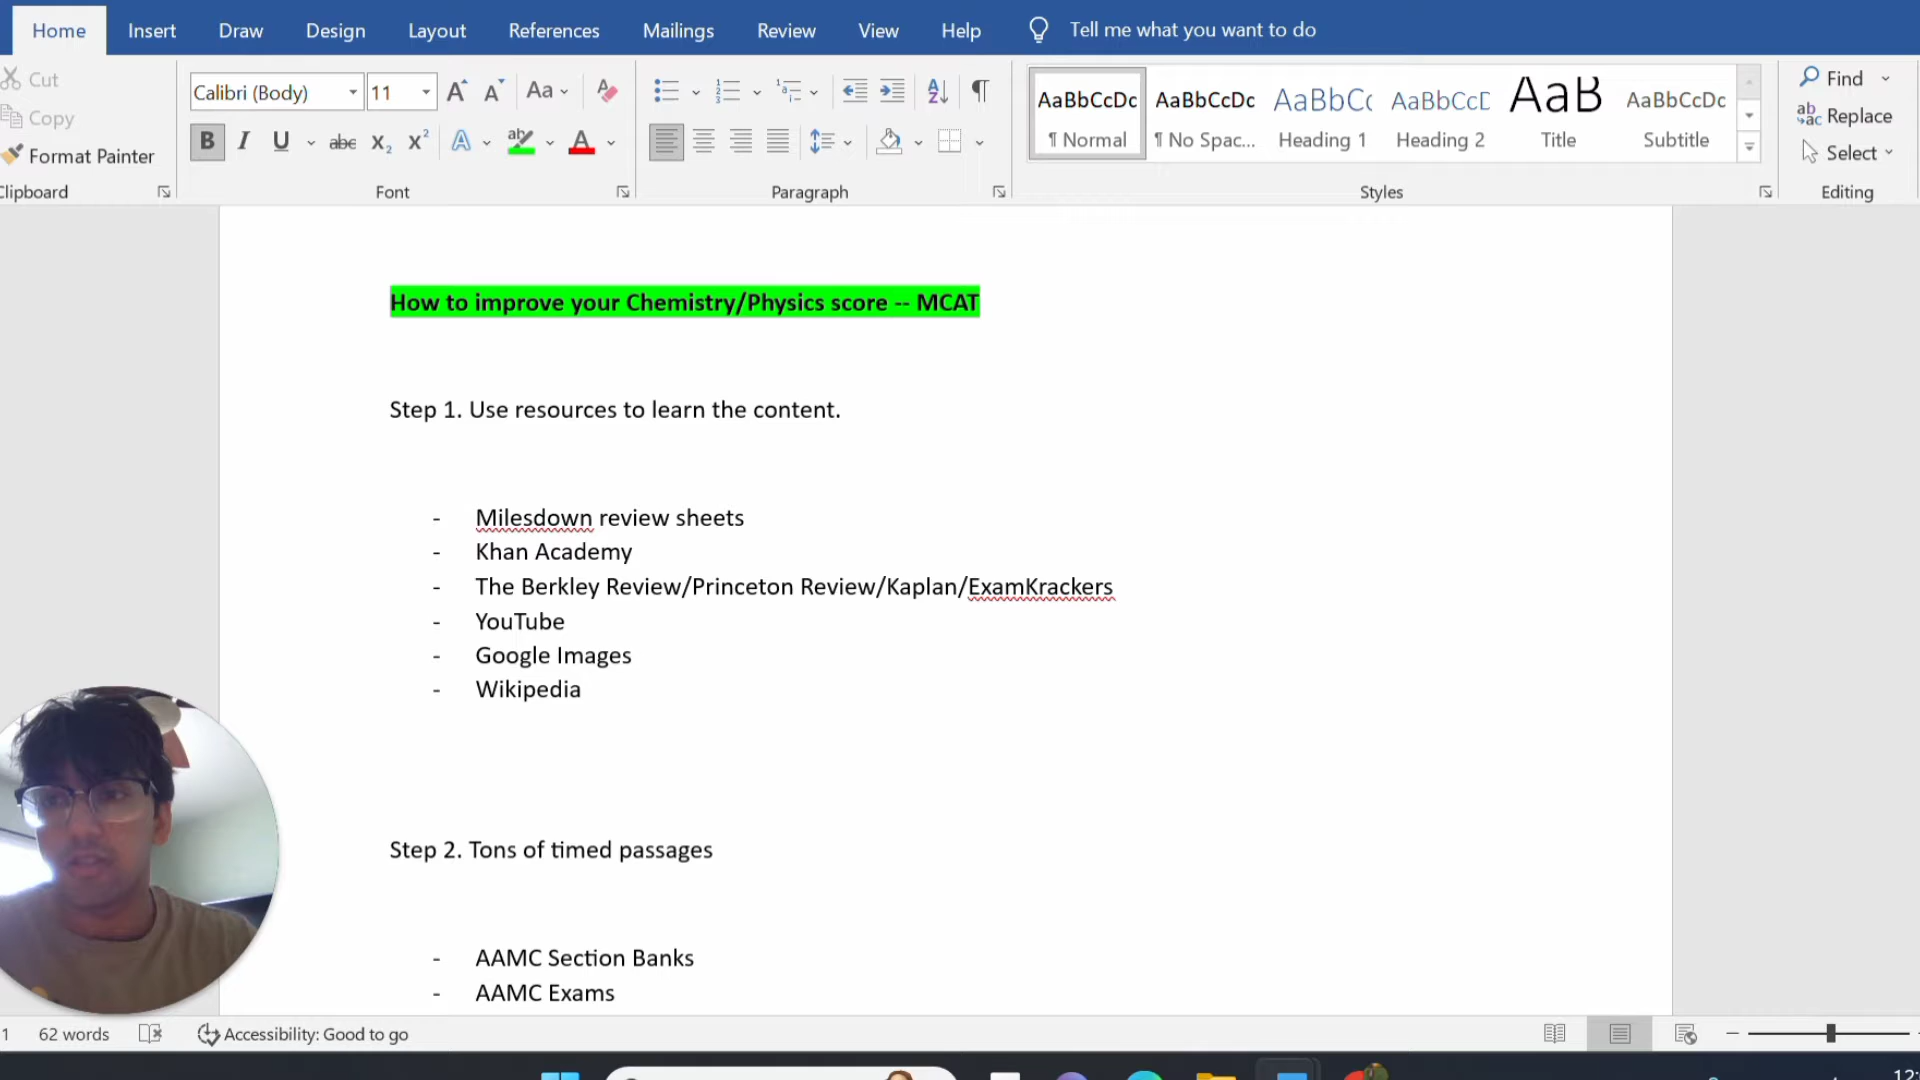 Home Insert Draw Design Layout References Mailings Review View Help Tell me what you want to do
Cut
Copy
Format Painter
Clipboard
Calibri (Body) 11
Font
Paragraph
AaBbCcDc AaBbCcDc AaBbCc AaBbCcD AaB AaBbCcDc
¶ Normal ¶ No Spac... Heading 1 Heading 2 Title Subtitle
Styles
Find
Replace
Select
Editing
How to improve your Chemistry/Physics score -- MCAT
Step 1. Use resources to learn the content.
- Milesdown review sheets
- Khan Academy
- The Berkley Review/Princeton Review/Kaplan/ExamKrackers
- YouTube
- Google Images
- Wikipedia
Step 2. Tons of timed passages
- AAMC Section Banks
- AAMC Exams
1 62 words Accessibility: Good to go